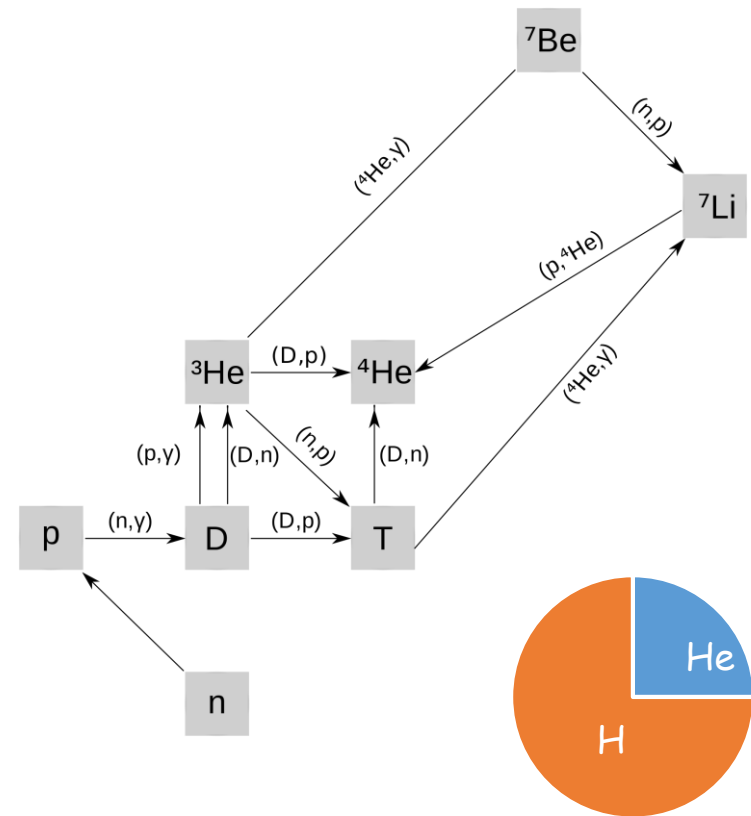 ⁷Be
(n,p)
(⁴He,γ)
⁷Li
(p,⁴He)
³He
(D,p)
⁴He
(⁴He,γ)
(n,p)
(p,γ)
(D,n)
(D,n)
p
(n,γ)
D
(D,p)
T
n
He
H